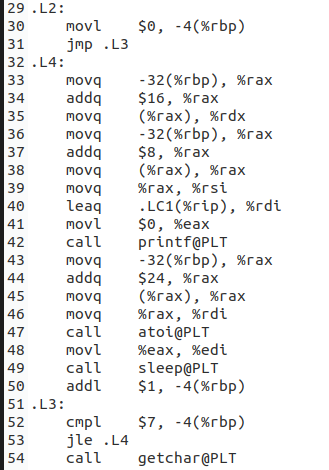 29 .L2:
30 movl $0, -4(%rbp)
31 jmp .L3
32 .L4:
33 movq -32(%rbp), %rax
34 addq $16, %rax
35 movq (%rax), %rdx
36 movq -32(%rbp), %rax
37 addq $8, %rax
38 movq (%rax), %rax
39 movq %rax, %rsi
40 leaq .LC1(%rip), %rdi
41 movl $0, %eax
42 call printf@PLT
43 movq -32(%rbp), %rax
44 addq $24, %rax
45 movq (%rax), %rax
46 movq %rax, %rdi
47 call atoi@PLT
48 movl %eax, %edi
49 call sleep@PLT
50 addl $1, -4(%rbp)
51 .L3:
52 cmpl $7, -4(%rbp)
53 jle .L4
54 call getchar@PLT